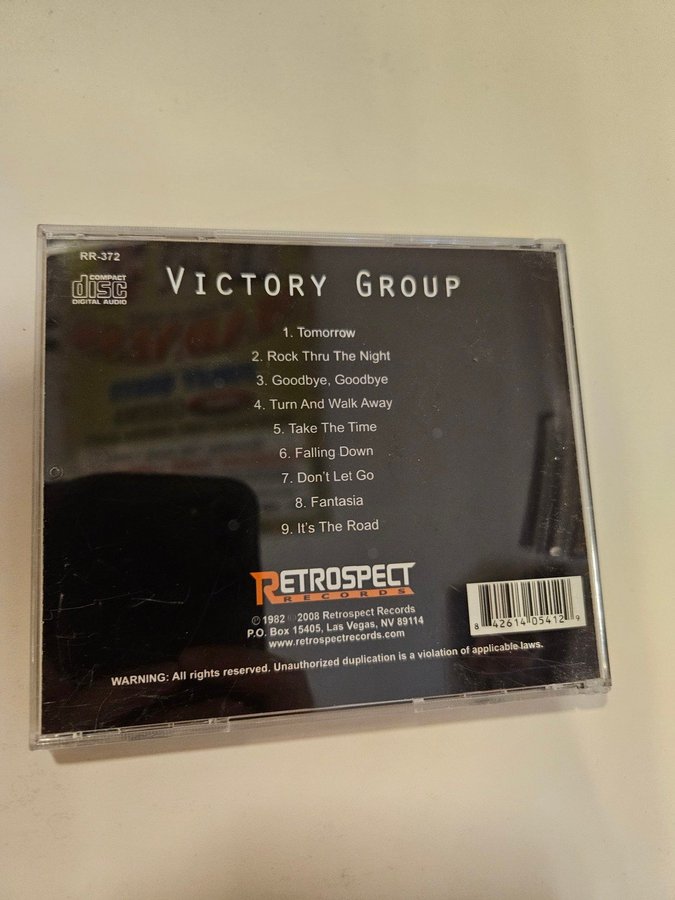 RR-372
COMPACT
disc
DIGITAL AUDIO
VICTORY GROUP
1. Tomorrow
2. Rock Thru The Night
3. Goodbye, Goodbye
4. Turn And Walk Away
5. Take The Time
6. Falling Down
7. Don't Let Go
8. Fantasia
9. It's The Road
RETROSPECT
RECORDS
℗ 1982 © 2008 Retrospect Records
P.O. Box 15405, Las Vegas, NV 89114
www.retrospectrecords.com
8 42614 05412 9
WARNING: All rights reserved. Unauthorized duplication is a violation of applicable laws.